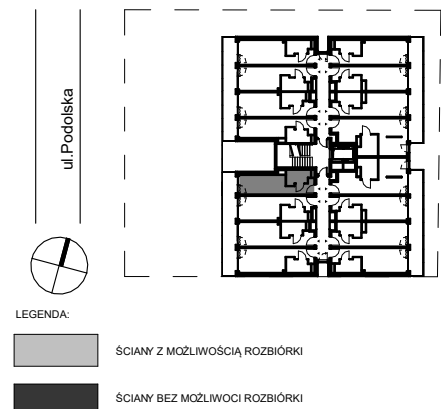 ul.Podolska
LEGENDA:
ŚCIANY Z MOŻLIWOŚCIĄ ROZBIÓRKI
ŚCIANY BEZ MOŻLIWOCI ROZBIÓRKI